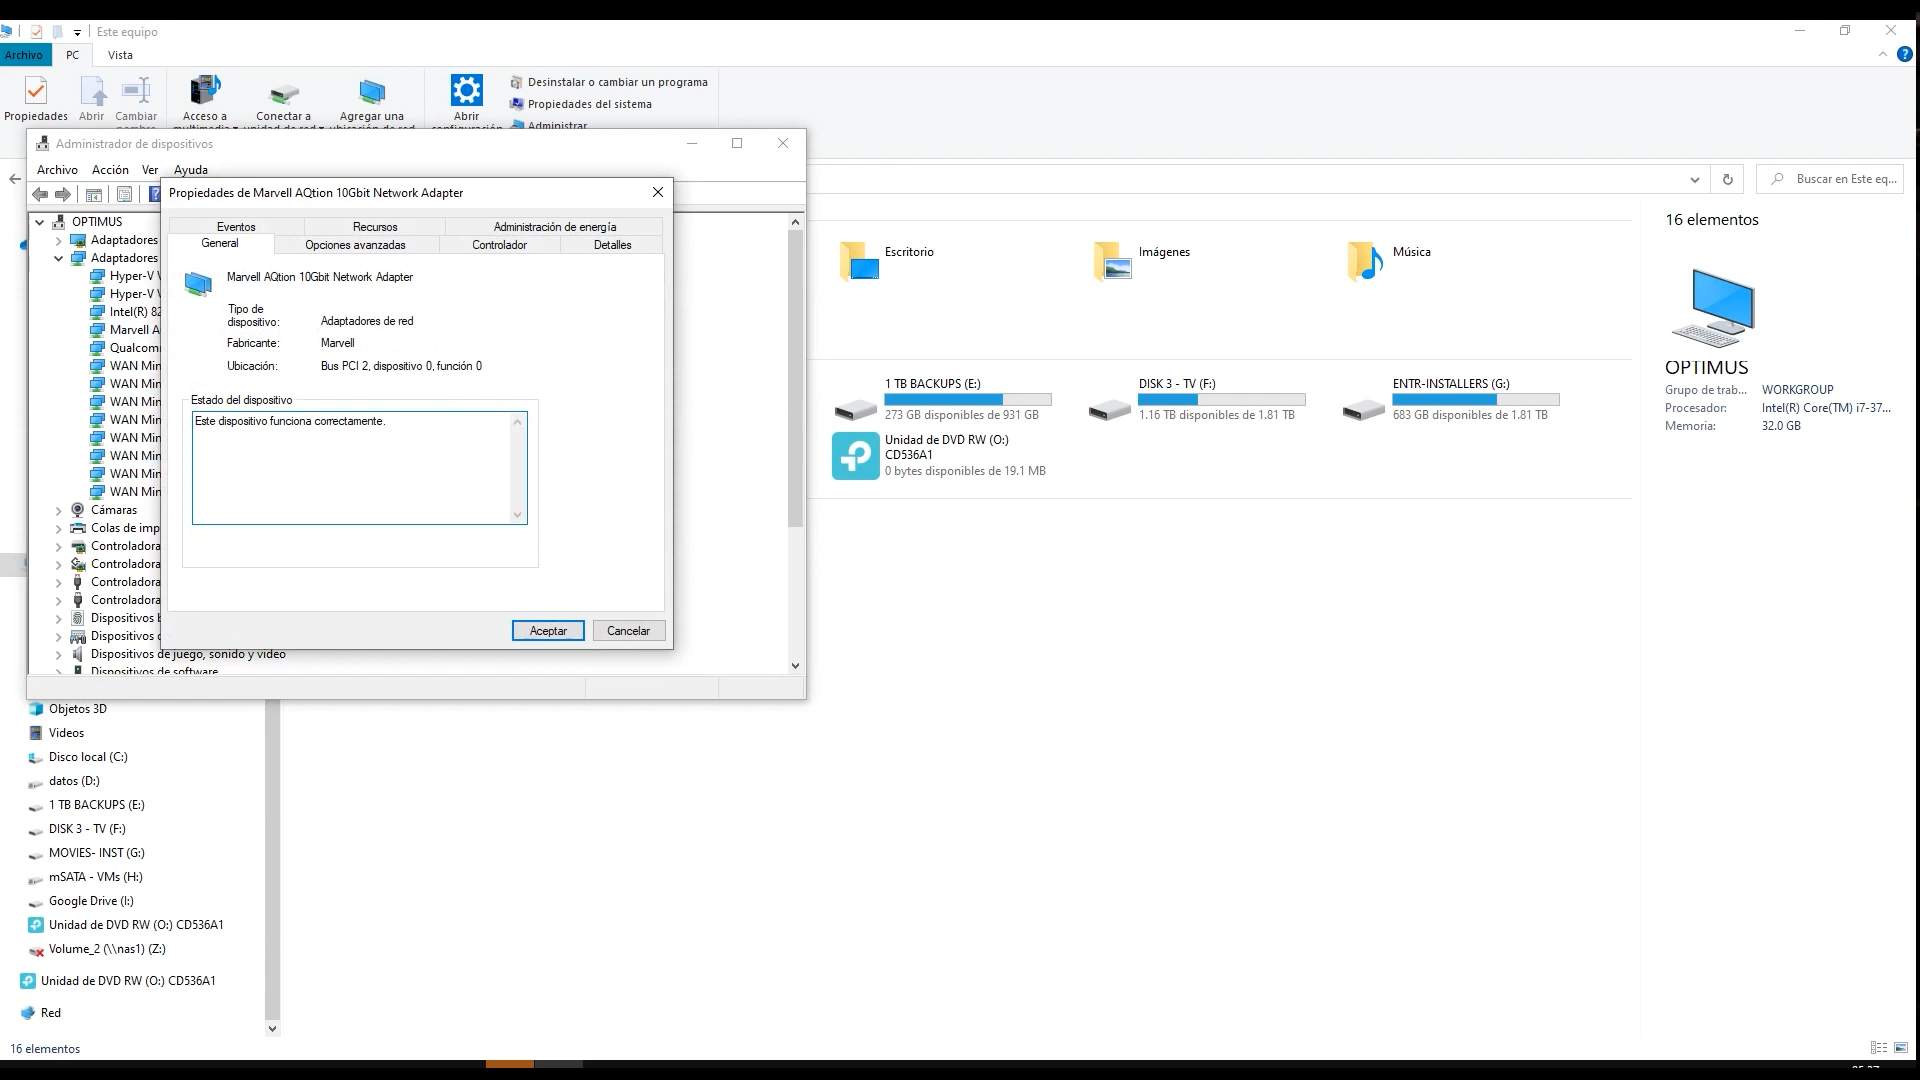 Este equipo
Archivo
PC
Vista
Propiedades
Abrir
Cambiar
Acceso a
Conectar a
Agregar una
Abrir
Desinstalar o cambiar un programa
Propiedades del sistema
Administrar
Administrador de dispositivos
Archivo
Acción
Ver
Ayuda
OPTIMUS
Adaptadores
Adaptadores
Hyper-V
Hyper-V
Intel(R) 82
Marvell A
Qualcom
WAN Min
WAN Min
WAN Min
WAN Min
WAN Min
WAN Min
WAN Min
WAN Min
Cámaras
Colas de imp
Controladora
Controladora
Controladora
Controladora
Dispositivos
Dispositivos
Dispositivos de juego, sonido y video
Dispositivos de software
Propiedades de Marvell AQtion 10Gbit Network Adapter
Eventos
Recursos
Administración de energía
General
Opciones avanzadas
Controlador
Detalles
Marvell AQtion 10Gbit Network Adapter
Tipo de
dispositivo:
Adaptadores de red
Fabricante:
Marvell
Ubicación:
Bus PCI 2, dispositivo 0, función 0
Estado del dispositivo
Este dispositivo funciona correctamente.
Aceptar
Cancelar
Buscar en Este eq...
Escritorio
Imágenes
Música
1 TB BACKUPS (E:)
273 GB disponibles de 931 GB
DISK 3 - TV (F:)
1.16 TB disponibles de 1.81 TB
ENTR-INSTALLERS (G:)
683 GB disponibles de 1.81 TB
Unidad de DVD RW (O:)
CD536A1
0 bytes disponibles de 19.1 MB
16 elementos
OPTIMUS
Grupo de trab...
WORKGROUP
Procesador:
Intel(R) Core(TM) i7-37...
Memoria:
32.0 GB
Objetos 3D
Videos
Disco local (C:)
datos (D:)
1 TB BACKUPS (E:)
DISK 3 - TV (F:)
MOVIES- INST (G:)
mSATA - VMs (H:)
Google Drive (I:)
Unidad de DVD RW (O:) CD536A1
Volume_2 (\\nas1) (Z:)
Unidad de DVD RW (O:) CD536A1
Red
16 elementos